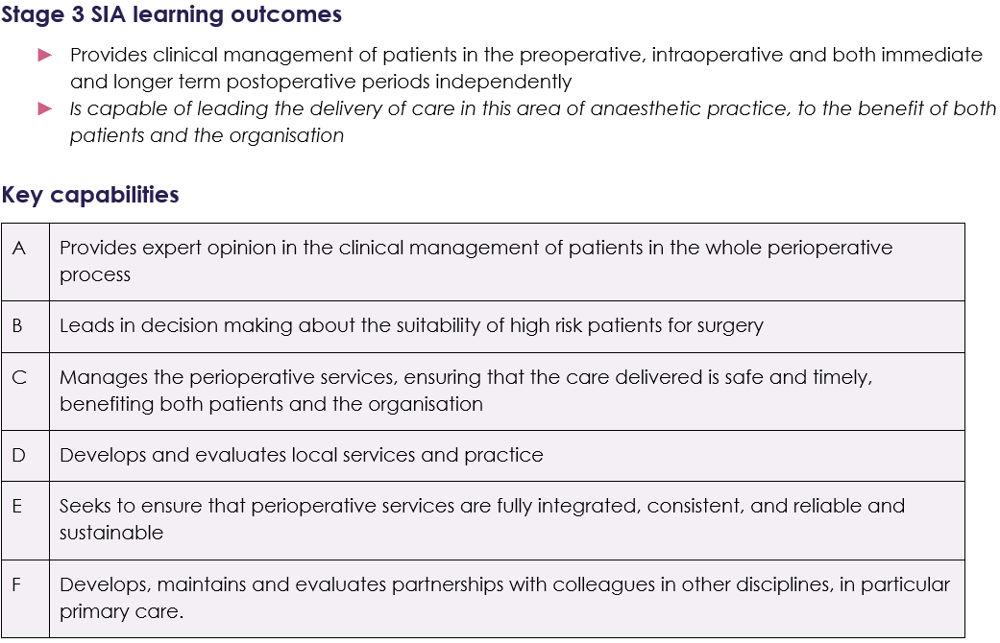 Stage 3 SIA learning outcomes
► Provides clinical management of patients in the preoperative, intraoperative and both immediate
and longer term postoperative periods independently
► Is capable of leading the delivery of care in this area of anaesthetic practice, to the benefit of both
patients and the organisation
Key capabilities
A Provides expert opinion in the clinical management of patients in the whole perioperative
process
B Leads in decision making about the suitability of high risk patients for surgery
C Manages the perioperative services, ensuring that the care delivered is safe and timely,
benefiting both patients and the organisation
D Develops and evaluates local services and practice
E Seeks to ensure that perioperative services are fully integrated, consistent, and reliable and
sustainable
F Develops, maintains and evaluates partnerships with colleagues in other disciplines, in particular
primary care.